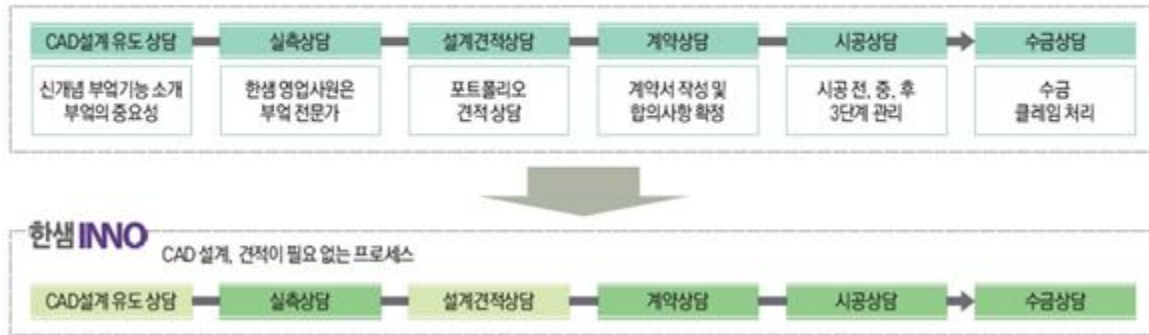 CAD설계 유도 상담
실측상담
설계견적상담
계약상담
시공상담
수금상담
신개념 부엌기능 소개
부엌의 중요성
한샘 영업사원은
부엌 전문가
포트폴리오
견적 상담
계약서 작성 및
합의사항 확정
시공 전, 중, 후
3단계 관리
수금
클레임 처리
한샘 INNO
CAD 설계, 견적이 필요 없는 프로세스
CAD설계 유도 상담
실측상담
설계견적상담
계약상담
시공상담
수금상담